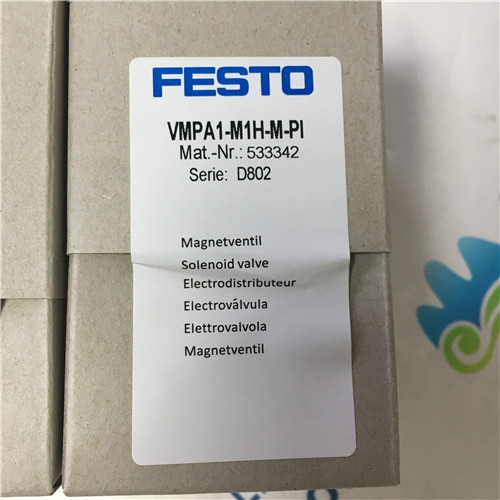 FESTO
VMPA1-M1H-M-PI
Mat.-Nr.: 533342
Serie: D802
Magnetventil
Solenoid valve
Electrodistributeur
Electroválvula
Elettrovalvola
Magnetventil